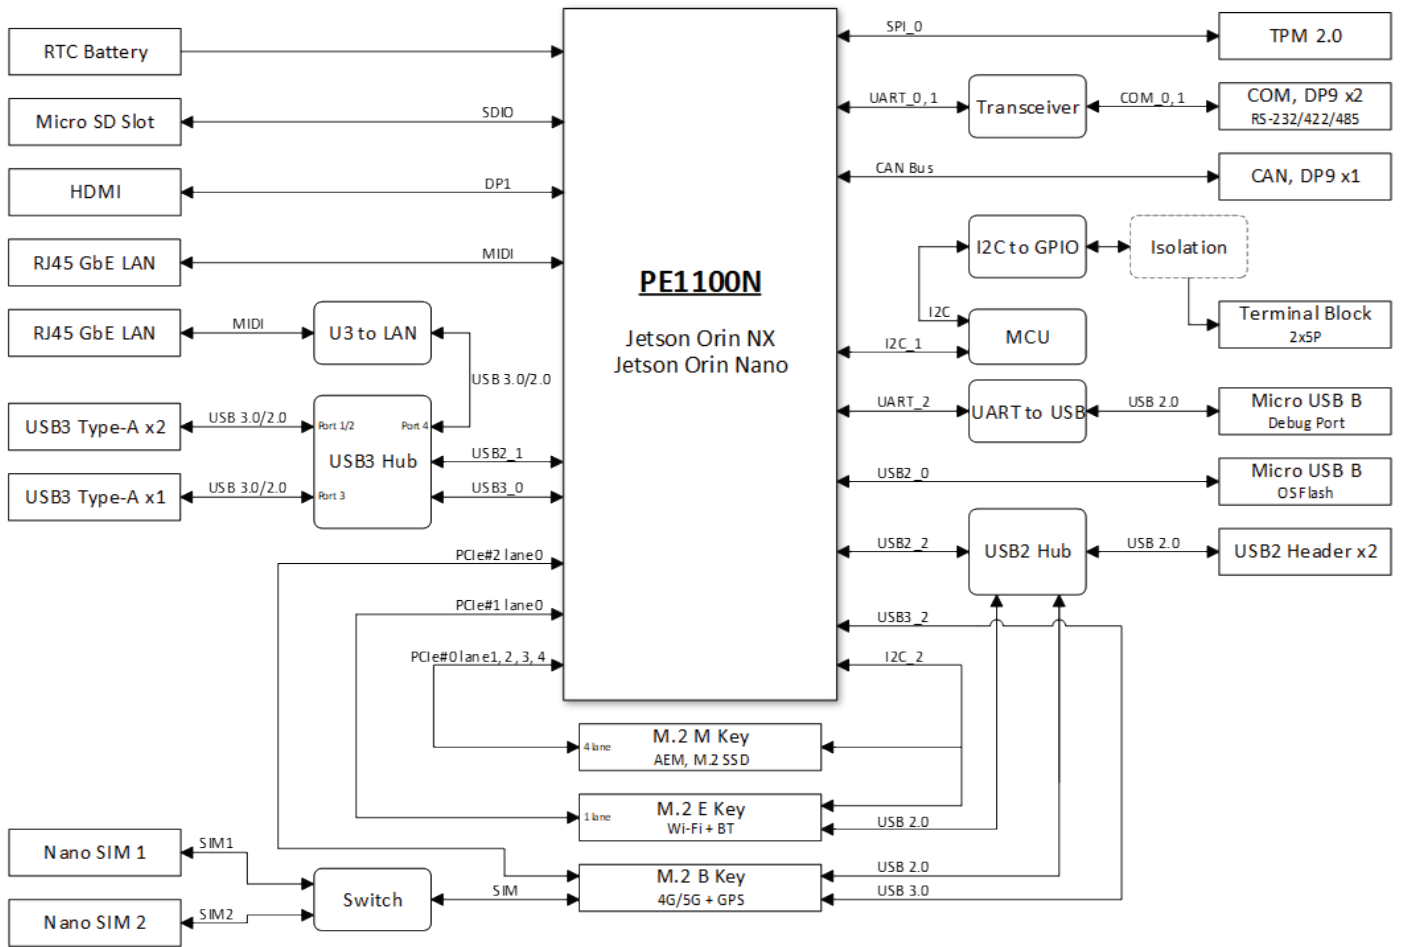 RTC Battery
Micro SD Slot
SDIO
HDMI
DP1
RJ45 GbE LAN
MIDI
RJ45 GbE LAN
MIDI
U3 to LAN
USB 3.0/2.0
USB3 Type-A x2
USB 3.0/2.0
Port 1/2
Port 4
USB3 Hub
USB2_1
USB3 Type-A x1
USB 3.0/2.0
Port 3
USB3_0
PCIe#2 lane0
PCIe#1 lane0
PCIe#0 lane1, 2, 3, 4
PE1100N
Jetson Orin NX
Jetson Orin Nano
SPI_0
TPM 2.0
UART_0, 1
Transceiver
COM_0, 1
COM, DP9 x2
RS-232/422/485
CAN Bus
CAN, DP9 x1
I2C to GPIO
Isolation
I2C
Terminal Block
2x5P
MCU
I2C_1
UART_2
UART to USB
USB 2.0
Micro USB B
Debug Port
USB2_0
Micro USB B
OS Flash
USB2_2
USB2 Hub
USB 2.0
USB2 Header x2
USB3_2
I2C_2
4 lane
M.2 M Key
AEM, M.2 SSD
1 lane
M.2 E Key
Wi-Fi + BT
USB 2.0
Nano SIM 1
SIM1
Switch
SIM
Nano SIM 2
SIM2
M.2 B Key
4G/5G + GPS
USB 2.0
USB 3.0